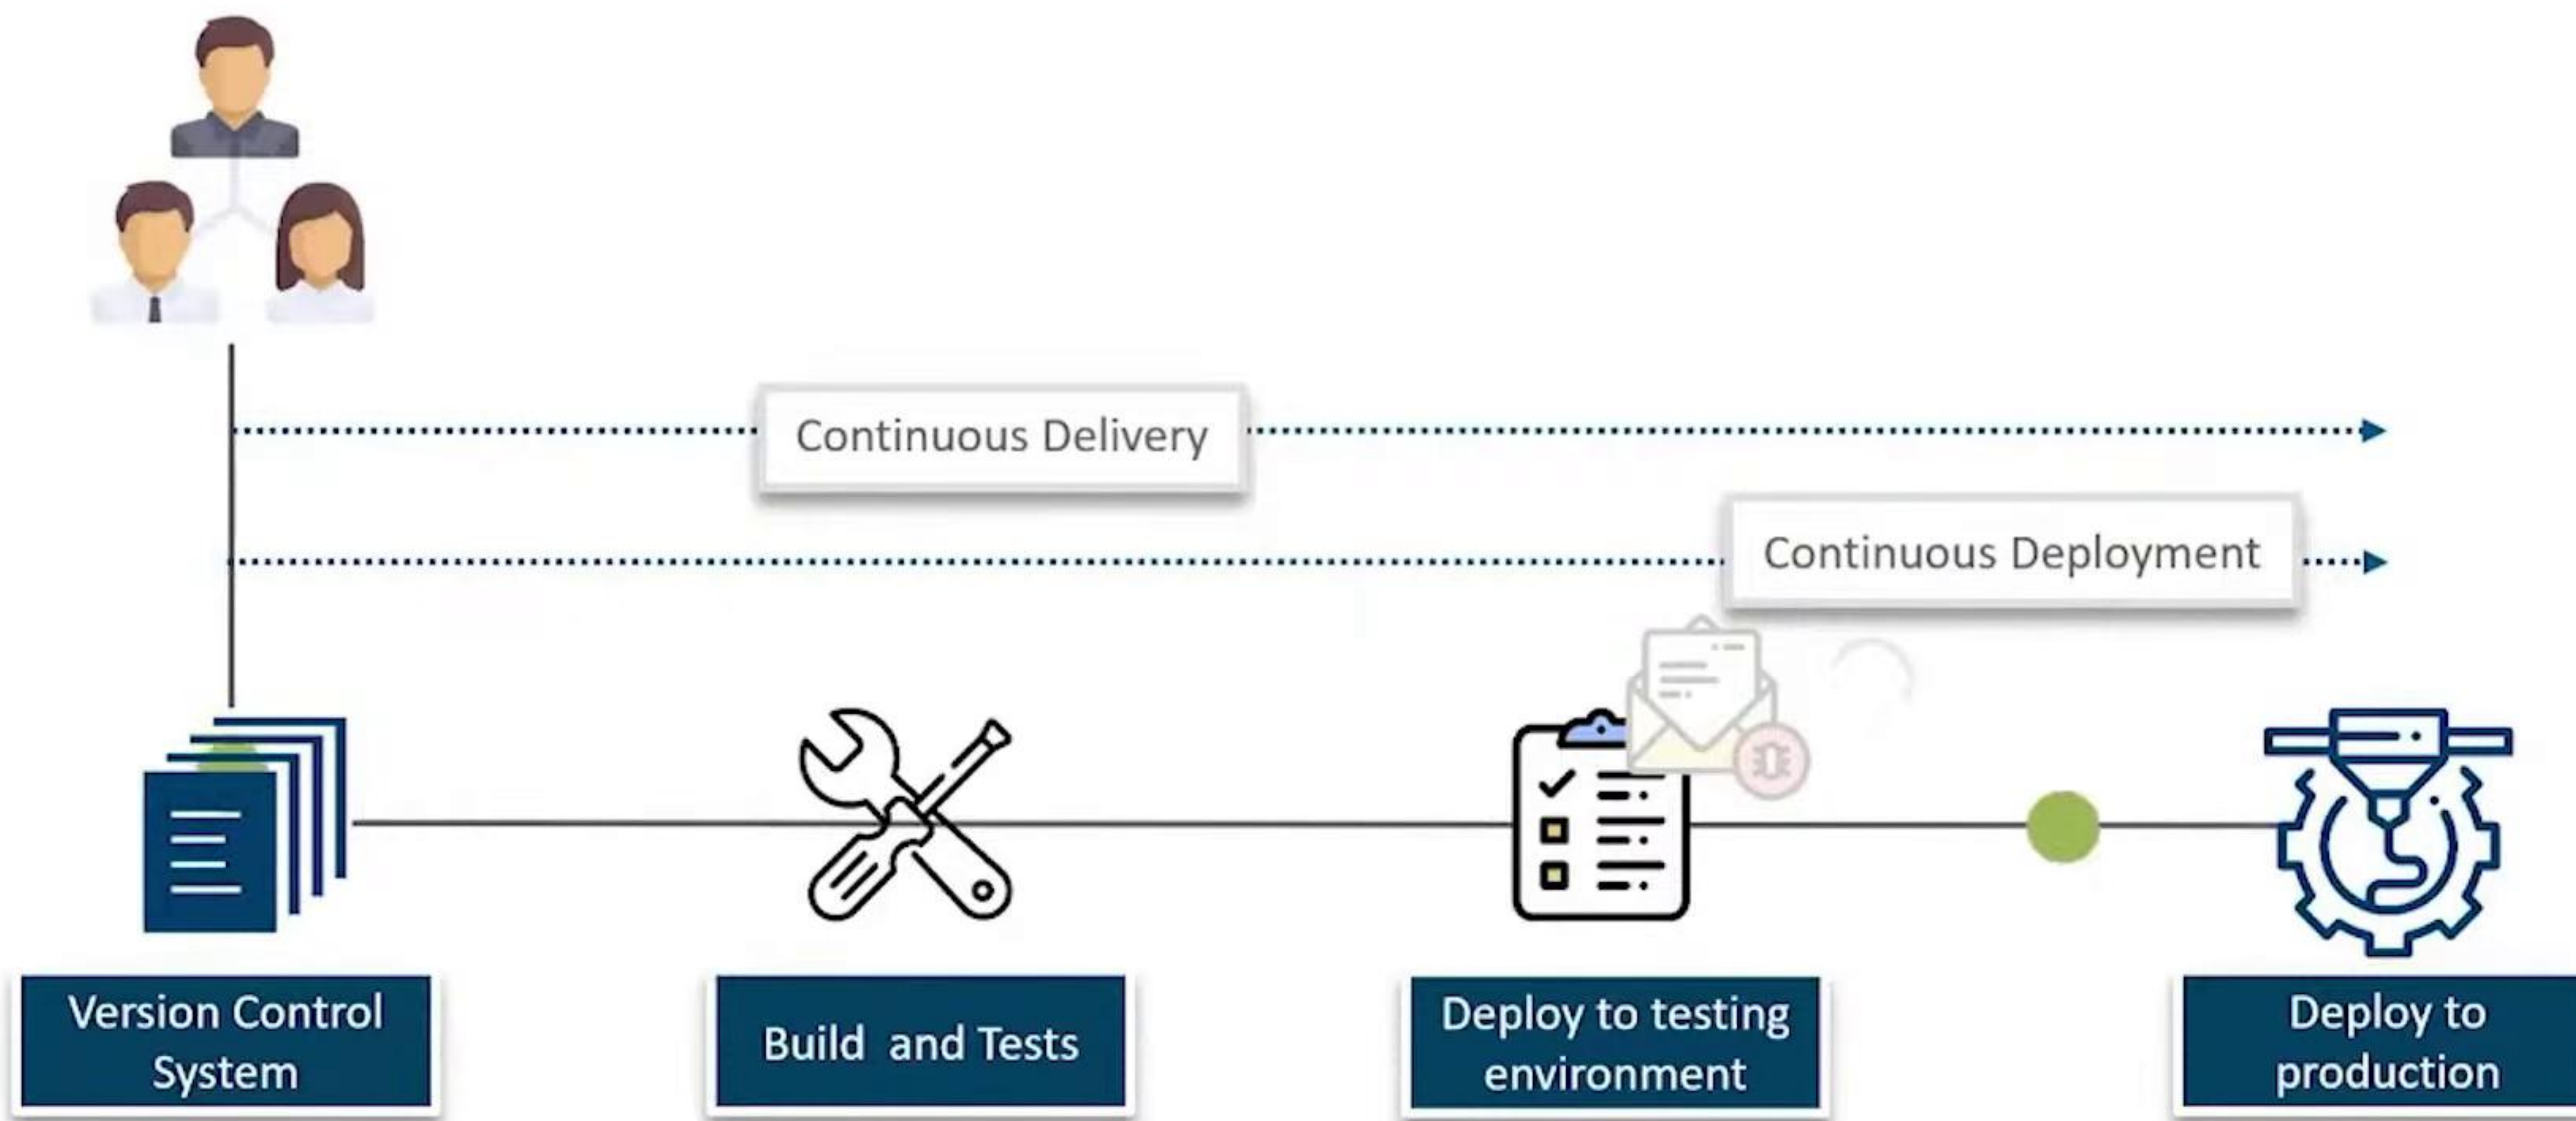 Continuous Delivery
Continuous Deployment
Version Control
System
Build and Tests
Deploy to testing
environment
Deploy to
production